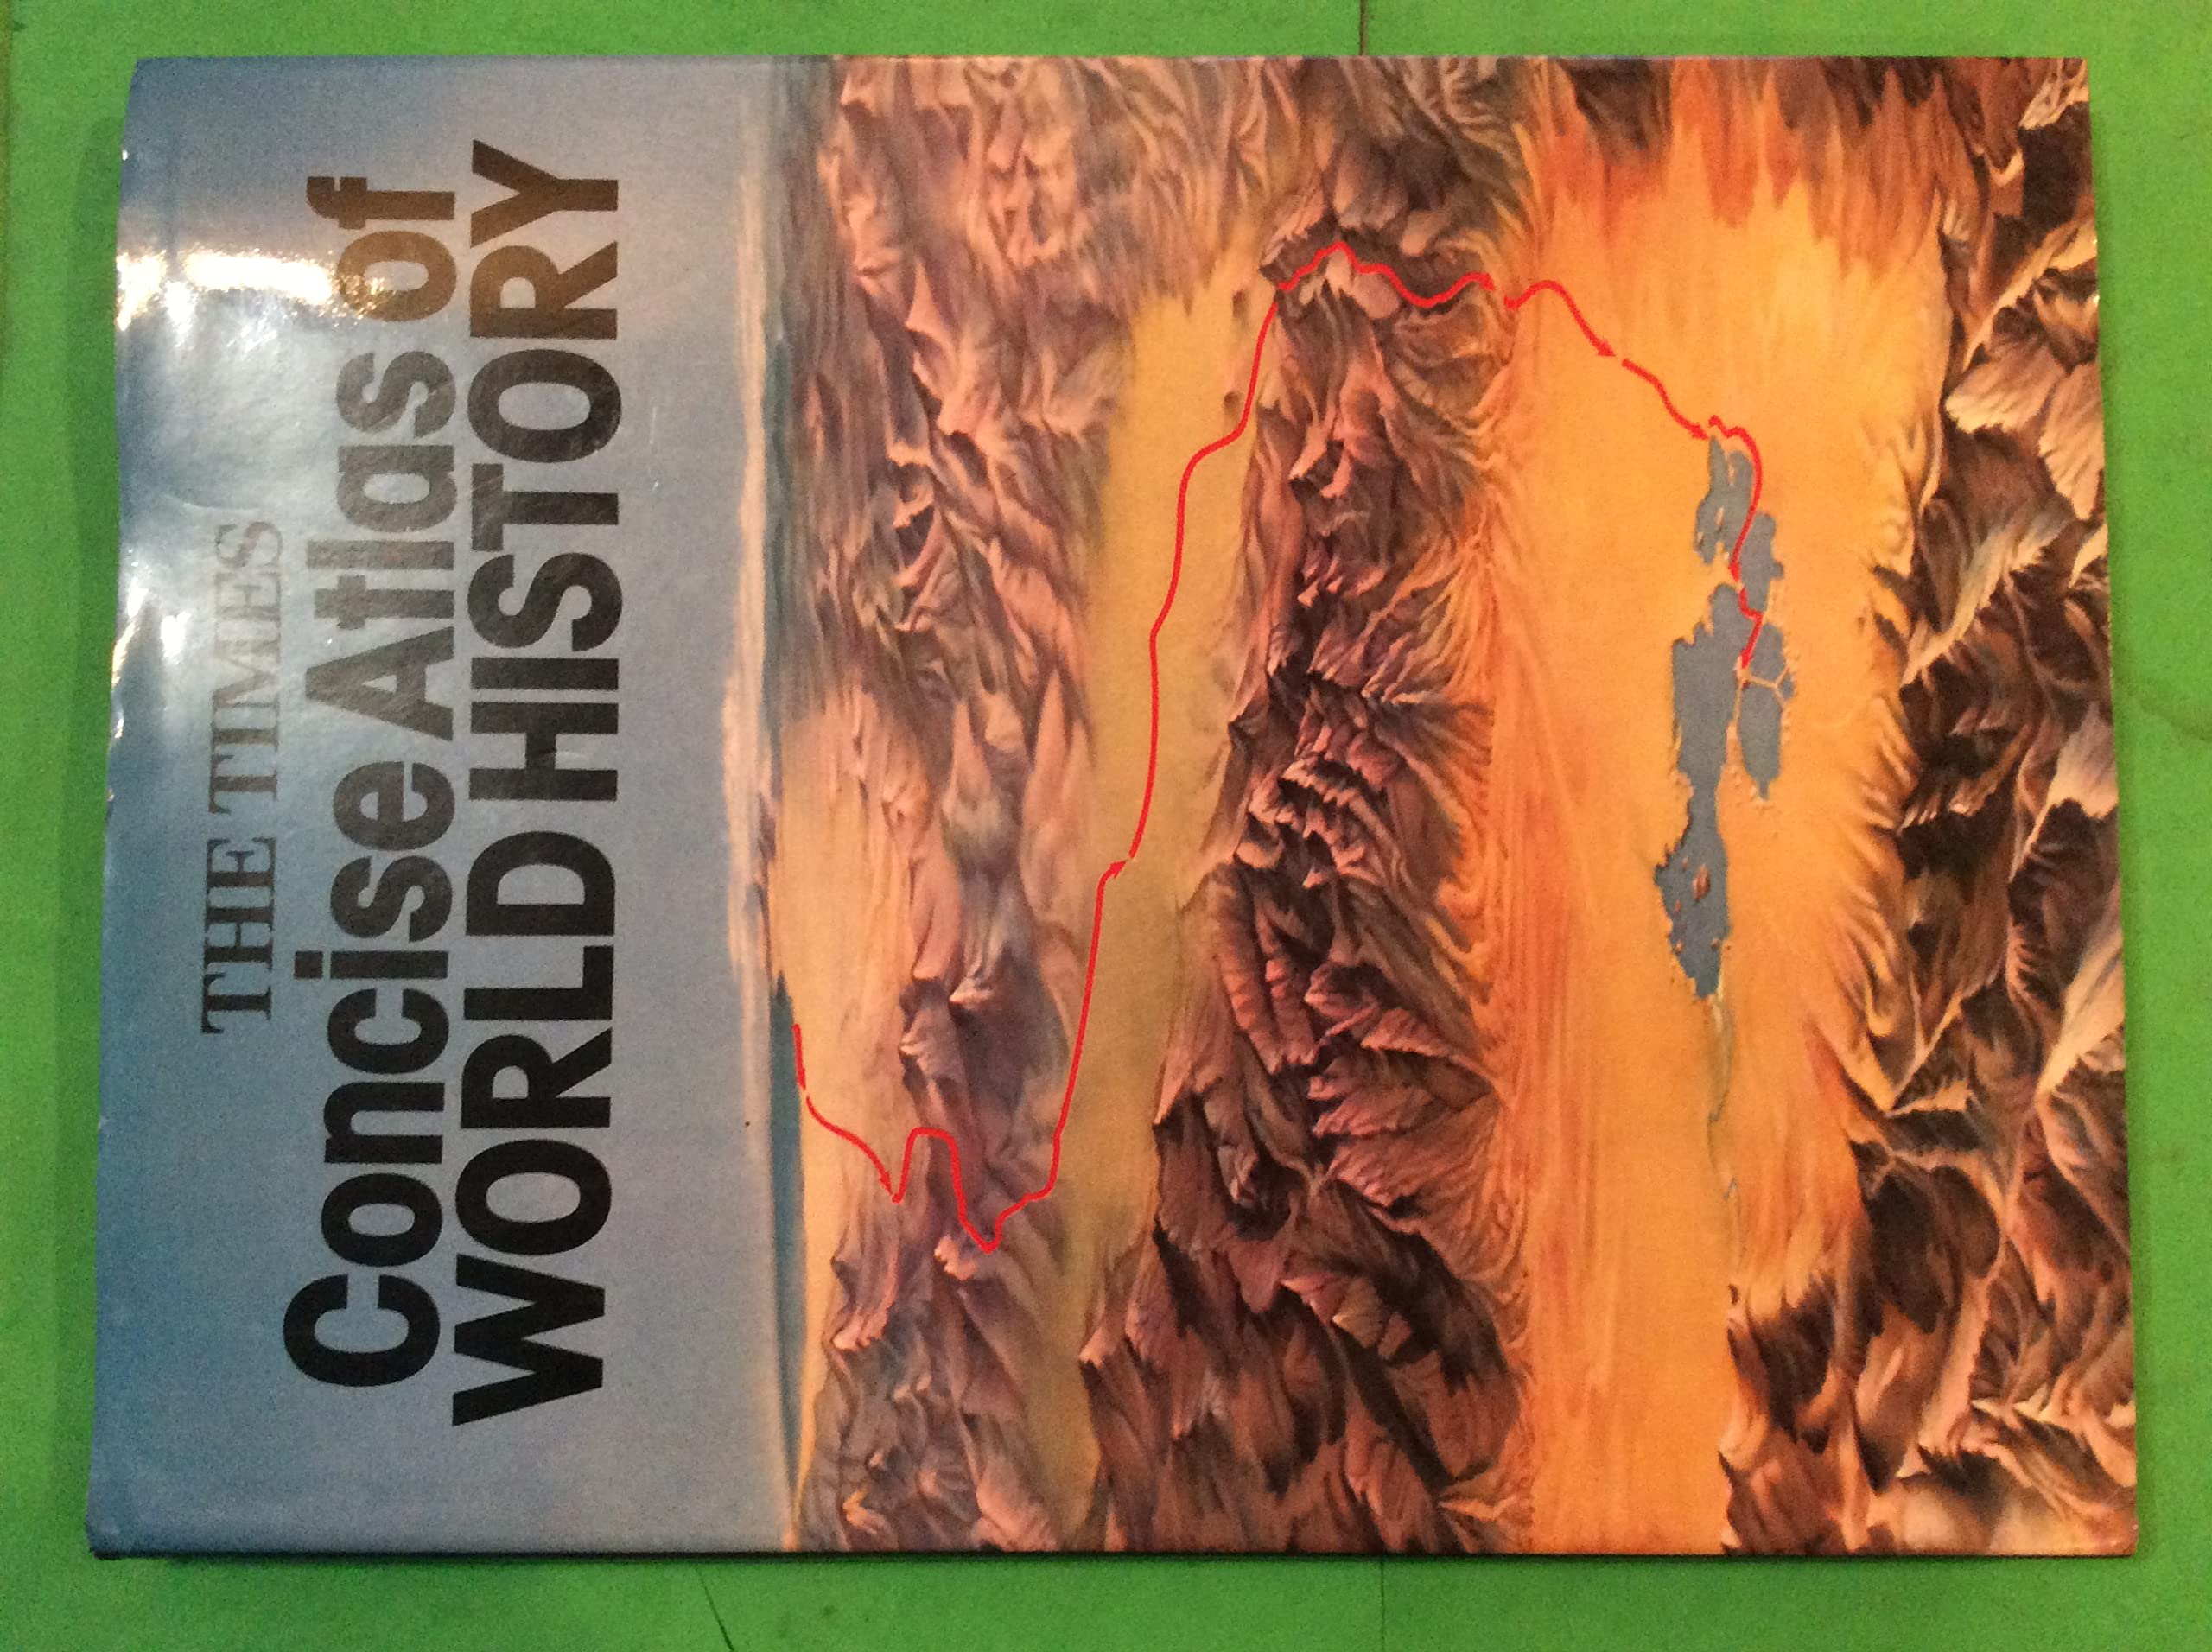 THE TIMES
Concise Atlas of
WORLD HISTORY